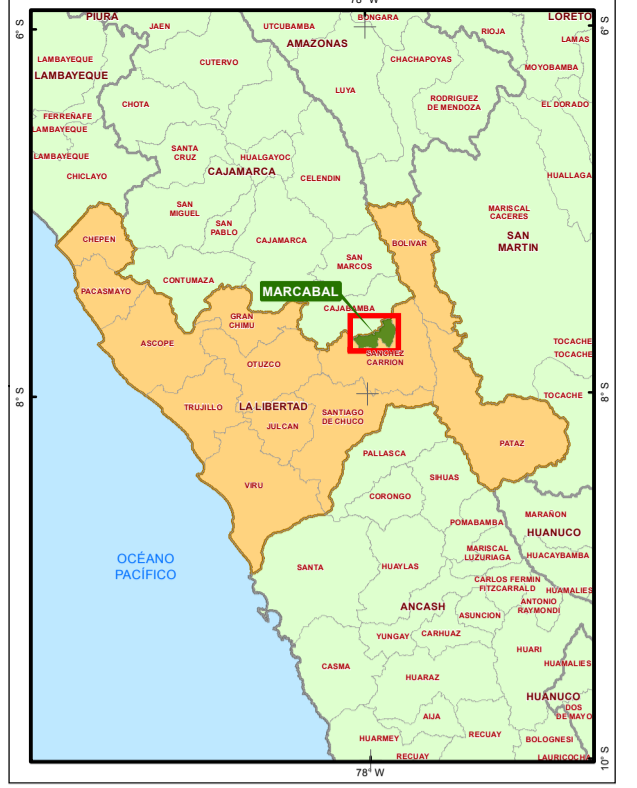 78° W
PIURA
BONGARA
LORETO
6° S
6° S
JAEN
UTCUBAMBA
RIOJA
LAMAS
AMAZONAS
LAMBAYEQUE
CUTERVO
CHACHAPOYAS
MOYOBAMBA
LAMBAYEQUE
LUYA
CHOTA
RODRIGUEZ
DE MENDOZA
EL DORADO
FERREÑAFE
LAMBAYEQUE
LAMBAYEQUE
SANTA
CRUZ
HUALGAYOC
CAJAMARCA
CELENDIN
CHICLAYO
HUALLAGA
SAN
MIGUEL
SAN
PABLO
MARISCAL
CACERES
SAN
MARTIN
CHEPEN
CAJAMARCA
BOLIVAR
SAN
MARCOS
CONTUMAZA
PACASMAYO
MARCABAL
CAJABAMBA
GRAN
CHIMU
ASCOPE
SANCHEZ
CARRION
TOCACHE
TOCACHE
OTUZCO
8° S
8° S
TOCACHE
TRUJILLO
LA LIBERTAD
SANTIAGO
DE CHUCO
JULCAN
PATAZ
PALLASCA
SIHUAS
VIRU
CORONGO
POMABAMBA
MARAÑON
HUANUCO
OCÉANO
PACÍFICO
SANTA
HUAYLAS
MARISCAL
LUZURIAGA
HUACAYBAMBA
CARLOS FERMIN
FITZCARRALD
HUAMALIES
ANCASH
ASUNCION
ANTONIO
RAYMONDI
YUNGAY
CARHUAZ
HUARI
CASMA
HUAMALIES
HUARAZ
HUANUCO
DOS
DE MAYO
AIJA
HUARMEY
RECUAY
BOLOGNESI
RECUAY
LAURICOCHA
10° S
78° W